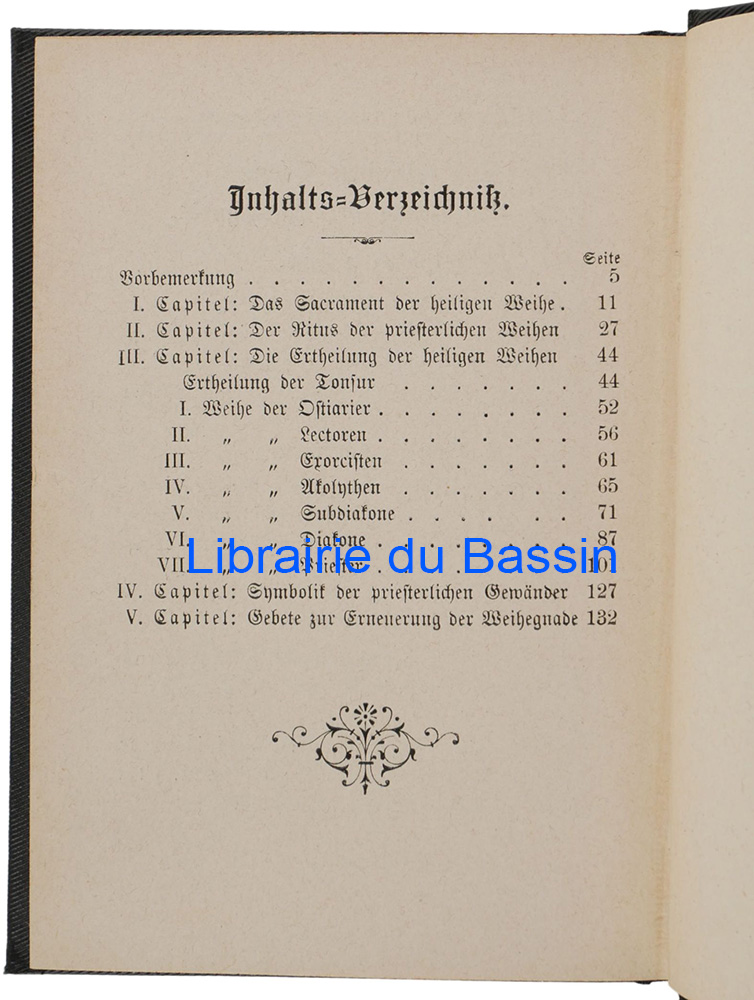 Inhalts-Verzeichniß.
Seite
Vorbemerkung . . . . . . . . . . . . . 5
I. Capitel: Das Sacrament der heiligen Weihe . 11
II. Capitel: Der Ritus der priesterlichen Weihen 27
III. Capitel: Die Ertheilung der heiligen Weihen 44
Ertheilung der Tonsur . . . . . . . 44
I. Weihe der Ostiarier . . . . . . . . 52
II. „ „ Lectoren . . . . . . . . 56
III. „ „ Exorcisten . . . . . . . 61
IV. „ „ Akolythen . . . . . . . 65
V. „ „ Subdiakone . . . . . . . 71
VI. „ „ Diakone . . . . . . . . 87
VII. „ „ Priester . . . . . . . . 101
Librairie du Bassin
IV. Capitel: Symbolik der priesterlichen Gewänder 127
V. Capitel: Gebete zur Erneuerung der Weihegnade 132